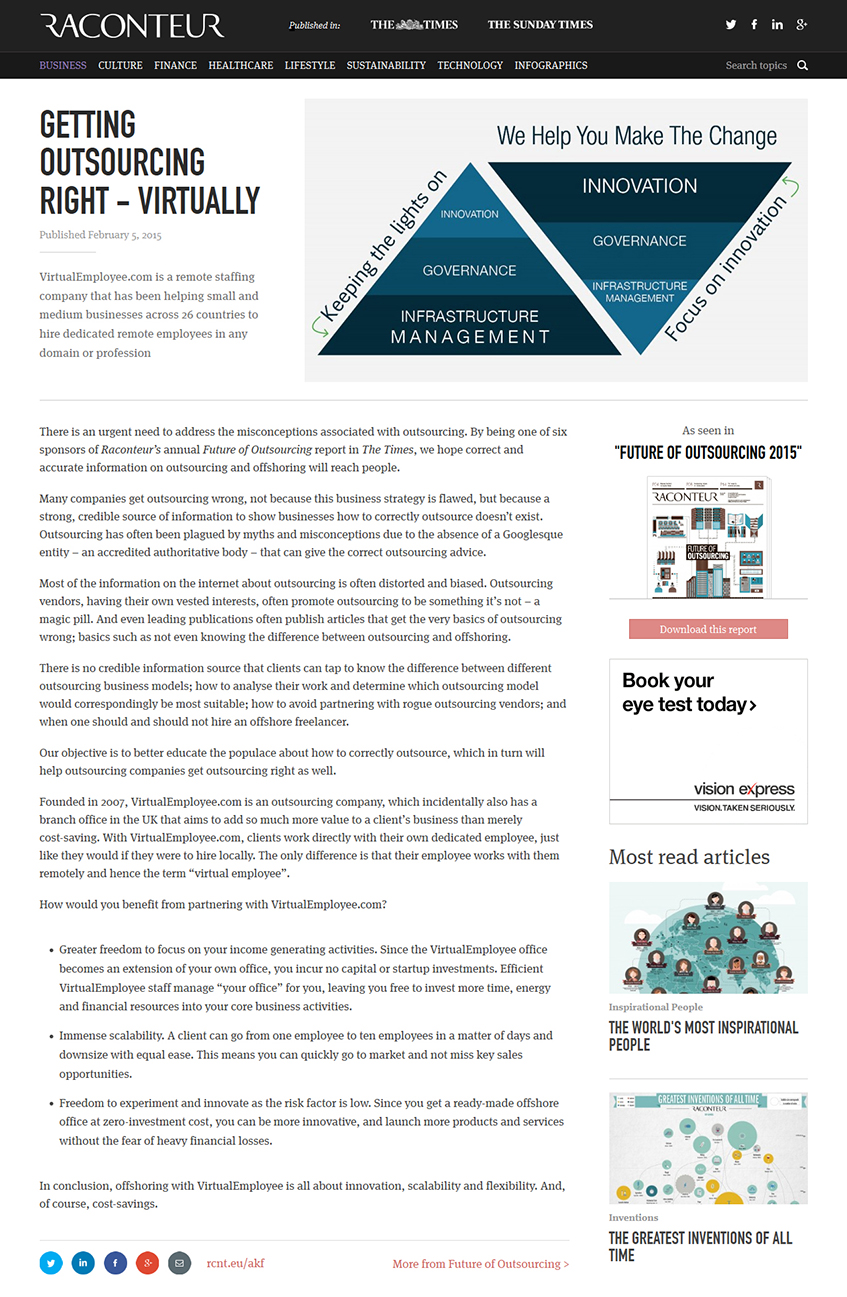 RACONTEUR
Published in:
THE TIMES
THE SUNDAY TIMES
BUSINESS CULTURE FINANCE HEALTHCARE LIFESTYLE SUSTAINABILITY TECHNOLOGY INFOGRAPHICS
Search topics
GETTING
OUTSOURCING
RIGHT – VIRTUALLY
Published February 5, 2015
VirtualEmployee.com is a remote staffing
company that has been helping small and
medium businesses across 26 countries to
hire dedicated remote employees in any
domain or profession
We Help You Make The Change
Keeping the lights on
INNOVATION
GOVERNANCE
INFRASTRUCTURE
MANAGEMENT
INNOVATION
GOVERNANCE
INFRASTRUCTURE
MANAGEMENT
Focus on innovation
There is an urgent need to address the misconceptions associated with outsourcing. By being one of six
sponsors of Raconteur's annual Future of Outsourcing report in The Times, we hope correct and
accurate information on outsourcing and offshoring will reach people.
Many companies get outsourcing wrong, not because this business strategy is flawed, but because a
strong, credible source of information to show businesses how to correctly outsource doesn't exist.
Outsourcing has often been plagued by myths and misconceptions due to the absence of a Googlesque
entity – an accredited authoritative body – that can give the correct outsourcing advice.
Most of the information on the internet about outsourcing is often distorted and biased. Outsourcing
vendors, having their own vested interests, often promote outsourcing to be something it's not – a
magic pill. And even leading publications often publish articles that get the very basics of outsourcing
wrong; basics such as not even knowing the difference between outsourcing and offshoring.
There is no credible information source that clients can tap to know the difference between different
outsourcing business models; how to analyse their work and determine which outsourcing model
would correspondingly be most suitable; how to avoid partnering with rogue outsourcing vendors; and
when one should and should not hire an offshore freelancer.
Our objective is to better educate the populace about how to correctly outsource, which in turn will
help outsourcing companies get outsourcing right as well.
Founded in 2007, VirtualEmployee.com is an outsourcing company, which incidentally also has a
branch office in the UK that aims to add so much more value to a client's business than merely
cost-saving. With VirtualEmployee.com, clients work directly with their own dedicated employee, just
like they would if they were to hire locally. The only difference is that their employee works with them
remotely and hence the term “virtual employee”.
How would you benefit from partnering with VirtualEmployee.com?
• Greater freedom to focus on your income generating activities. Since the VirtualEmployee office
becomes an extension of your own office, you incur no capital or startup investments. Efficient
VirtualEmployee staff manage “your office” for you, leaving you free to invest more time, energy
and financial resources into your core business activities.
• Immense scalability. A client can go from one employee to ten employees in a matter of days and
downsize with equal ease. This means you can quickly go to market and not miss key sales
opportunities.
• Freedom to experiment and innovate as the risk factor is low. Since you get a ready-made offshore
office at zero-investment cost, you can be more innovative, and launch more products and services
without the fear of heavy financial losses.
In conclusion, offshoring with VirtualEmployee is all about innovation, scalability and flexibility. And,
of course, cost-savings.
rcnt.eu/akf
More from Future of Outsourcing >
As seen in
"FUTURE OF OUTSOURCING 2015"
RACONTEUR
FUTURE OF
OUTSOURCING
Download this report
Book your
eye test today ›
vision express
VISION. TAKEN SERIOUSLY.
Most read articles
Inspirational People
THE WORLD'S MOST INSPIRATIONAL
PEOPLE
GREATEST INVENTIONS OF ALL TIME
RACONTEUR
Inventions
THE GREATEST INVENTIONS OF ALL
TIME